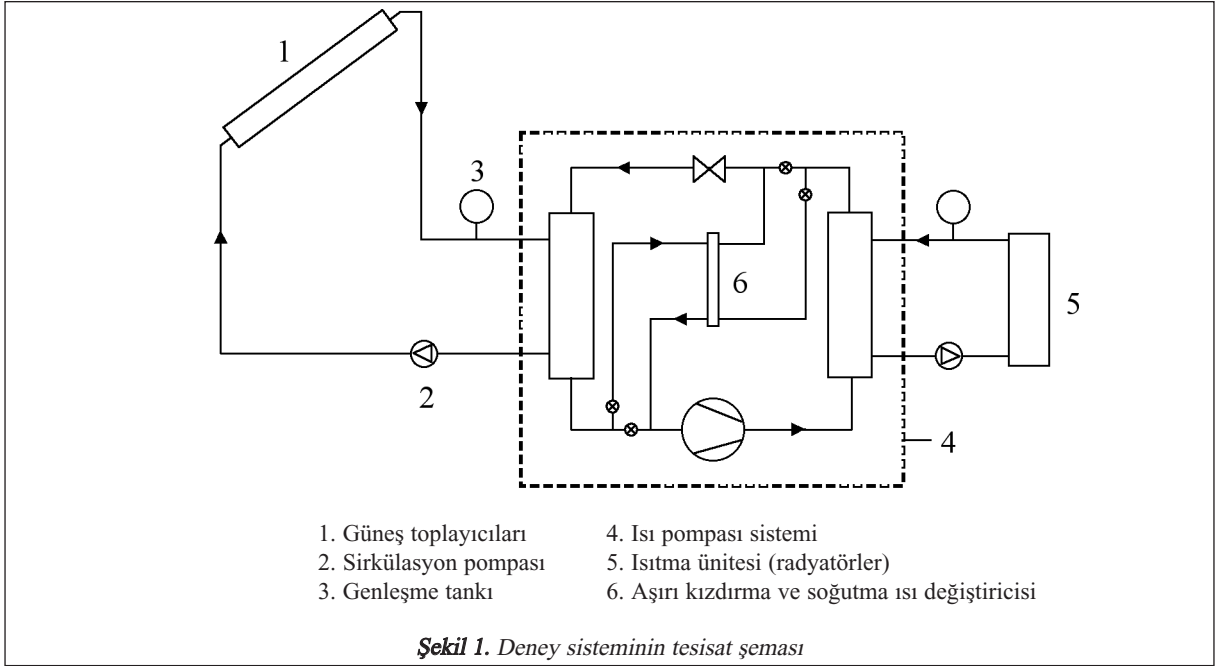 1
3
6
5
2
4
1. Güneş toplayıcıları
2. Sirkülasyon pompası
3. Genleşme tankı
4. Isı pompası sistemi
5. Isıtma ünitesi (radyatörler)
6. Aşırı kızdırma ve soğutma ısı değiştiricisi
Şekil 1. Deney sisteminin tesisat şeması